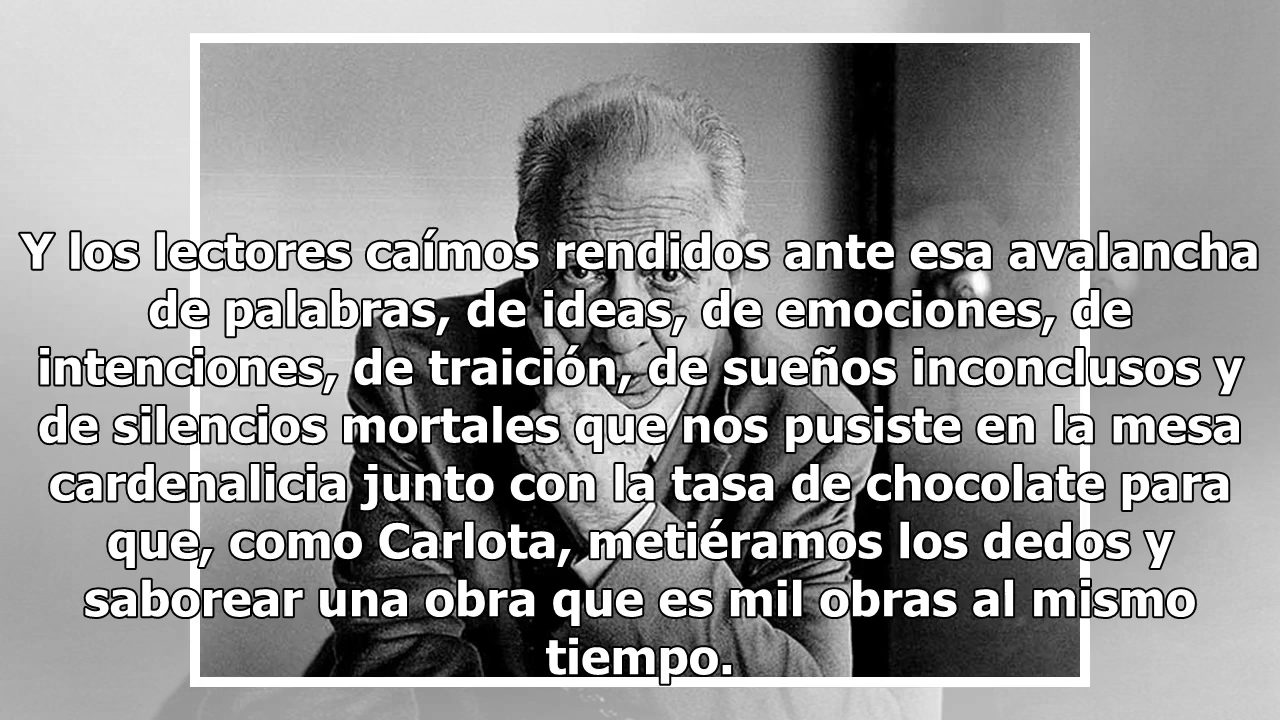 Y los lectores caímos rendidos ante esa avalancha
de palabras, de ideas, de emociones, de
intenciones, de traición, de sueños inconclusos y
de silencios mortales que nos pusiste en la mesa
cardenalicia junto con la tasa de chocolate para
que, como Carlota, metiéramos los dedos y
saborear una obra que es mil obras al mismo
tiempo.